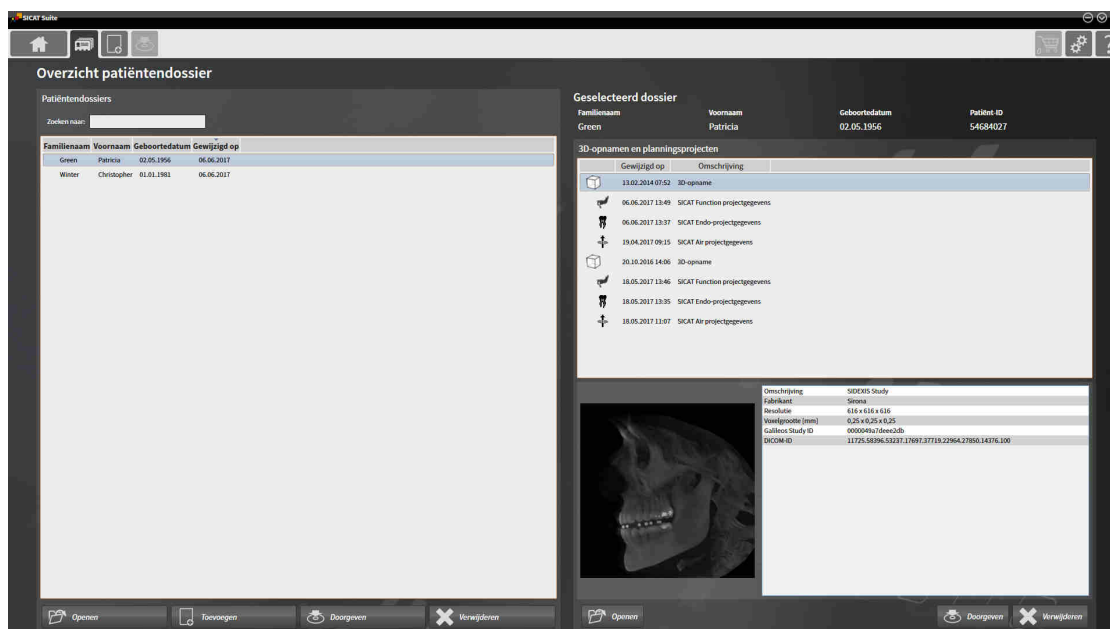 SICAT Suite
Overzicht patiëntendossier
Patiëntendossiers
Zoeken naar:
Familienaam Voornaam Geboortedatum Gewijzigd op
Green Patricia 02.05.1956 06.06.2017
Winter Christopher 01.01.1981 06.06.2017
Openen Toevoegen Doorgeven Verwijderen
Geselecteerd dossier
Familienaam Voornaam Geboortedatum Patiënt-ID
Green Patricia 02.05.1956 54684027
3D-opnamen en planningsprojecten
Gewijzigd op Omschrijving
13.02.2014 07:52 3D-opname
06.06.2017 13:49 SICAT Function projectgegevens
06.06.2017 13:37 SICAT Endo-projectgegevens
19.04.2017 09:15 SICAT Air projectgegevens
20.10.2016 14:06 3D-opname
18.05.2017 13:46 SICAT Function projectgegevens
18.05.2017 13:35 SICAT Endo-projectgegevens
18.05.2017 11:07 SICAT Air projectgegevens
Omschrijving SIDEXIS Study
Fabrikant Sirona
Resolutie 616 x 616 x 616
Voxelgrootte [mm] 0,25 x 0,25 x 0,25
Galileos Study ID 0000049a7deee2db
DICOM-ID 11725.58396.53237.17697.37719.22964.27850.14376.100
Openen Doorgeven Verwijderen